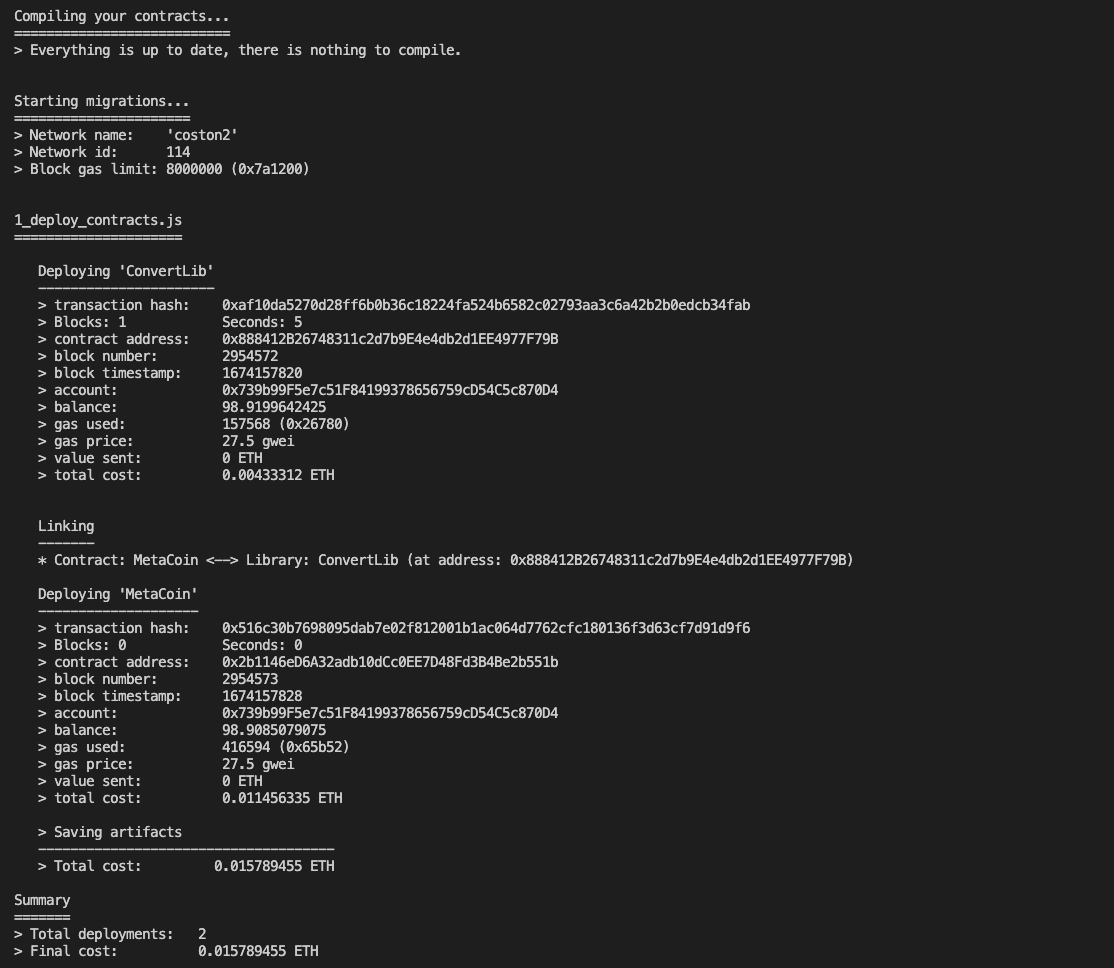 Compiling your contracts...
===========================
> Everything is up to date, there is nothing to compile.
Starting migrations...
======================
> Network name:    'coston2'
> Network id:      114
> Block gas limit: 8000000 (0x7a1200)
1_deploy_contracts.js
=====================
Deploying 'ConvertLib'
----------------------
> transaction hash:    0xaf10da5270d28ff6b0b36c18224fa524b6582c02793aa3c6a42b2b0edcb34fab
> Blocks: 1            Seconds: 5
> contract address:    0x888412B26748311c2d7b9E4e4db2d1EE4977F79B
> block number:        2954572
> block timestamp:     1674157820
> account:             0x739b99F5e7c51F84199378656759cD54C5c870D4
> balance:             98.9199642425
> gas used:            157568 (0x26780)
> gas price:           27.5 gwei
> value sent:          0 ETH
> total cost:          0.00433312 ETH
Linking
-------
* Contract: MetaCoin <--> Library: ConvertLib (at address: 0x888412B26748311c2d7b9E4e4db2d1EE4977F79B)
Deploying 'MetaCoin'
--------------------
> transaction hash:    0x516c30b7698095dab7e02f812001b1ac064d7762cfc180136f3d63cf7d91d9f6
> Blocks: 0            Seconds: 0
> contract address:    0x2b1146eD6A32adb10dCc0EE7D48Fd3B4Be2b551b
> block number:        2954573
> block timestamp:     1674157828
> account:             0x739b99F5e7c51F84199378656759cD54C5c870D4
> balance:             98.9085079075
> gas used:            416594 (0x65b52)
> gas price:           27.5 gwei
> value sent:          0 ETH
> total cost:          0.011456335 ETH
> Saving artifacts
-------------------------------------
> Total cost:         0.015789455 ETH
Summary
=======
> Total deployments:   2
> Final cost:          0.015789455 ETH